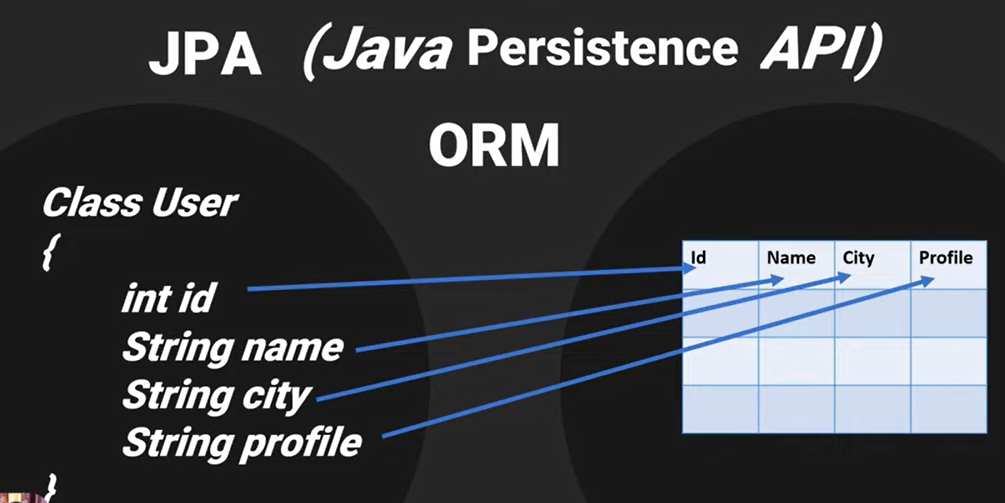 JPA (Java Persistence API)
ORM
Class User
{
int id
String name
String city
String profile
}
Id Name City Profile